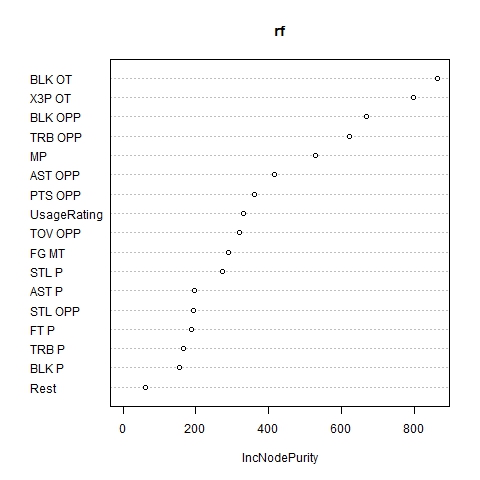 rf
BLK OT
X3P OT
BLK OPP
TRB OPP
MP
AST OPP
PTS OPP
UsageRating
TOV OPP
FG MT
STL P
AST P
STL OPP
FT P
TRB P
BLK P
Rest
0 200 400 600 800
IncNodePurity